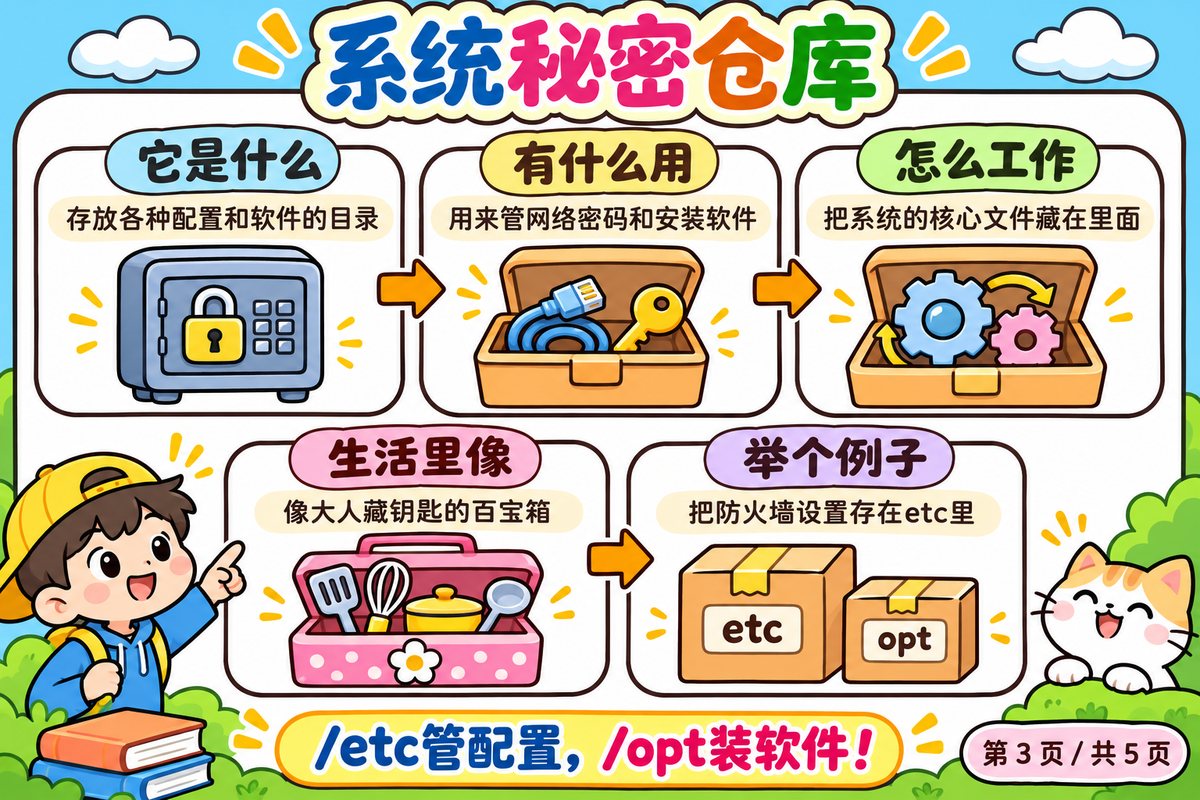 系统秘密仓库
它是什么
存放各种配置和软件的目录
有什么用
用来管网络密码和安装软件
怎么工作
把系统的核心文件藏在里面
生活里像
像大人藏钥匙的百宝箱
举个例子
把防火墙设置存在etc里
etc
opt
/etc管配置，/opt装软件！
第3页/共5页